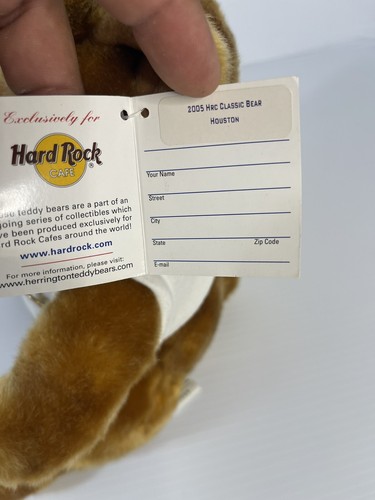 Exclusively for
Hard Rock
CAFE
®
teddy bears are a part of an
going series of collectibles which
been produced exclusively for
Rock Cafes around the world!
www.hardrock.com
For more information, please visit:
www.herringtonteddybears.com
2005 HRC CLASSIC BEAR
HOUSTON
Your Name
Street
City
State Zip Code
E-mail